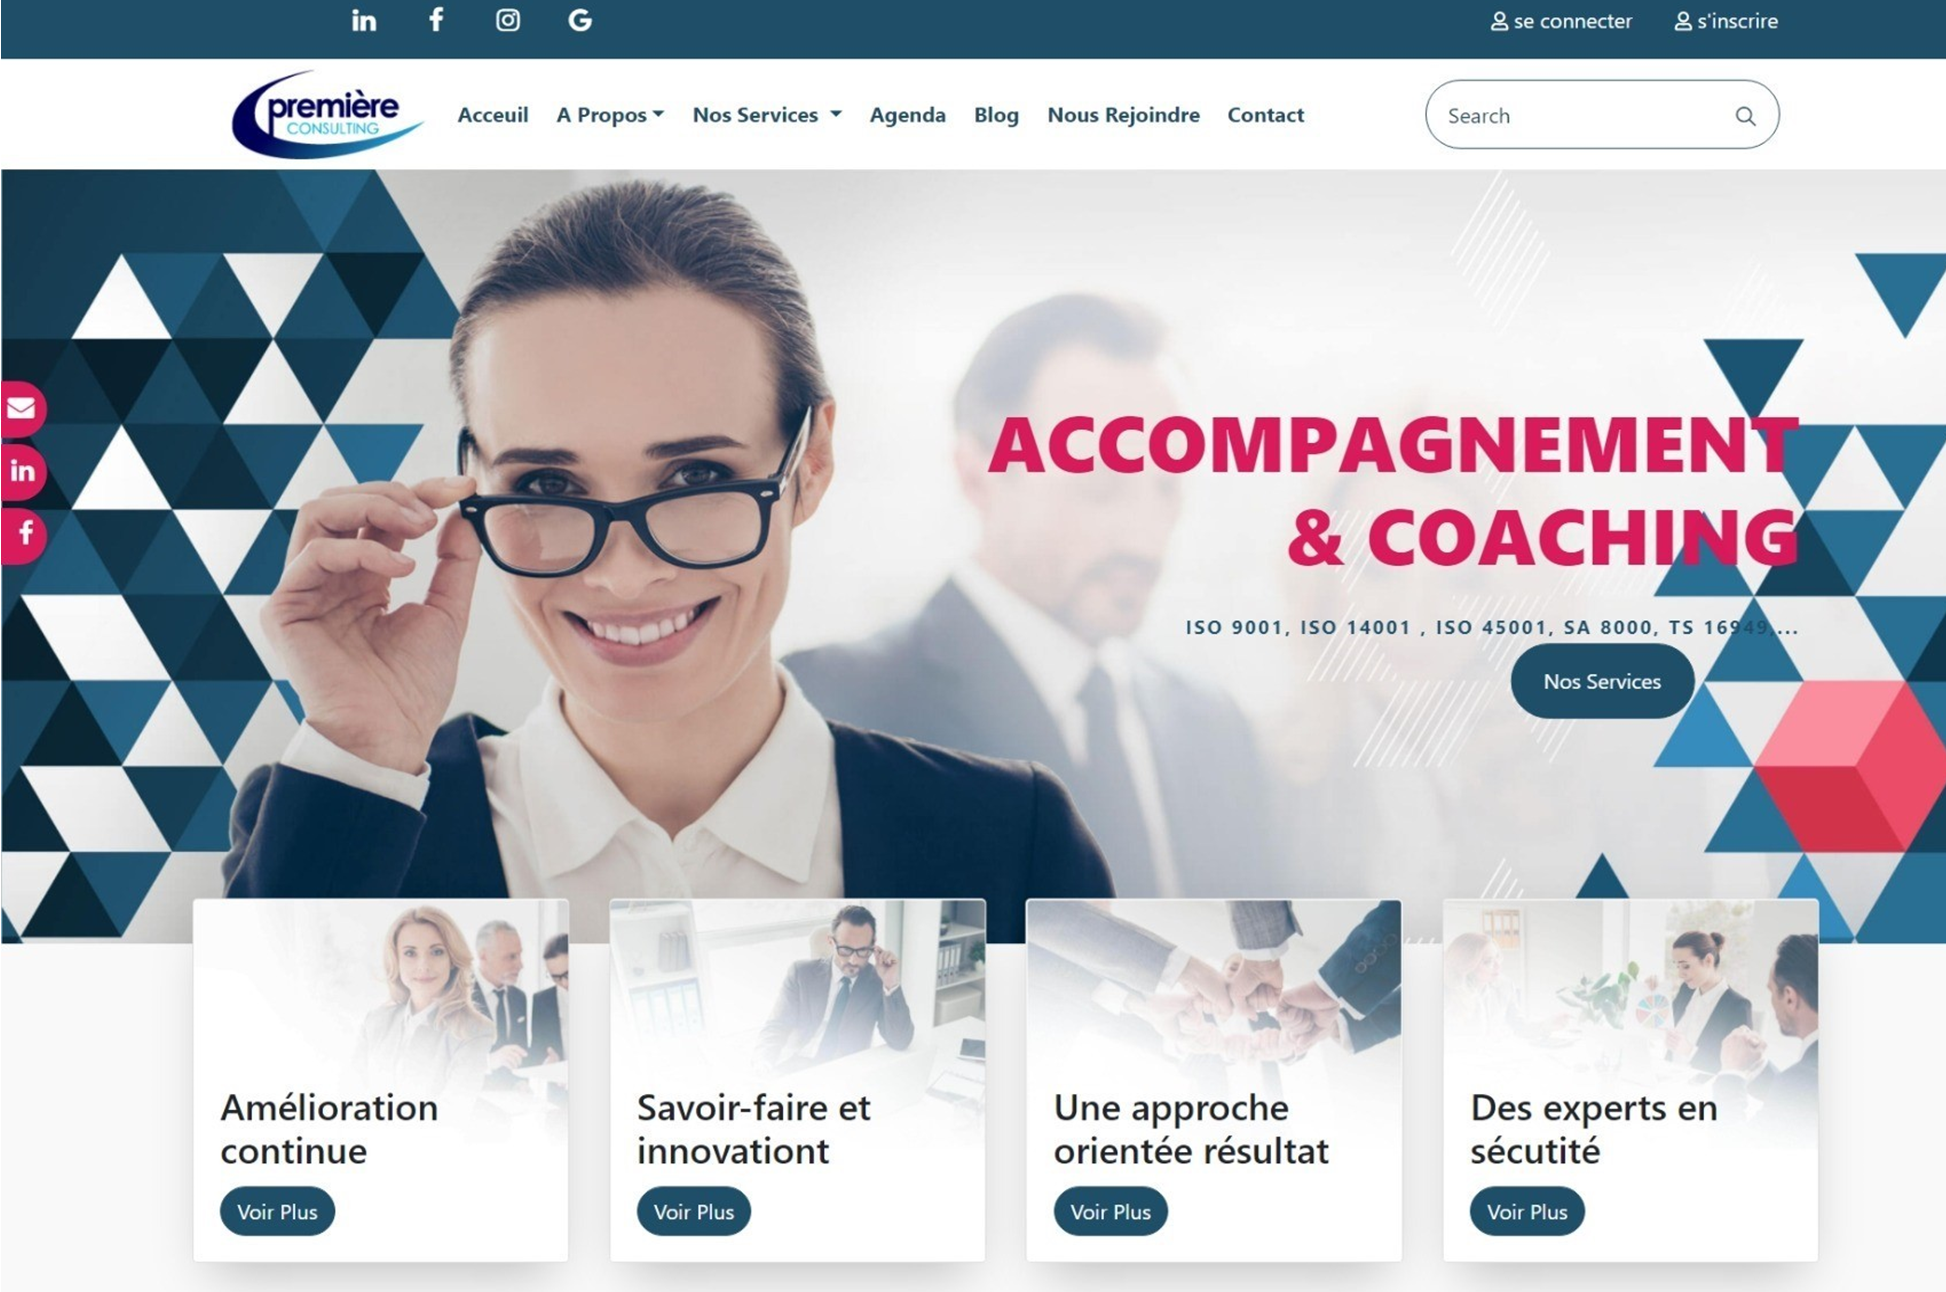 se connecter
s'inscrire
première
CONSULTING
Acceuil
A Propos
Nos Services
Agenda
Blog
Nous Rejoindre
Contact
Search
ACCOMPAGNEMENT
& COACHING
ISO 9001, ISO 14001 , ISO 45001, SA 8000, TS 16949,...
Nos Services
Amélioration
continue
Voir Plus
Savoir-faire et
innovationt
Voir Plus
Une approche
orientée résultat
Voir Plus
Des experts en
sécutité
Voir Plus